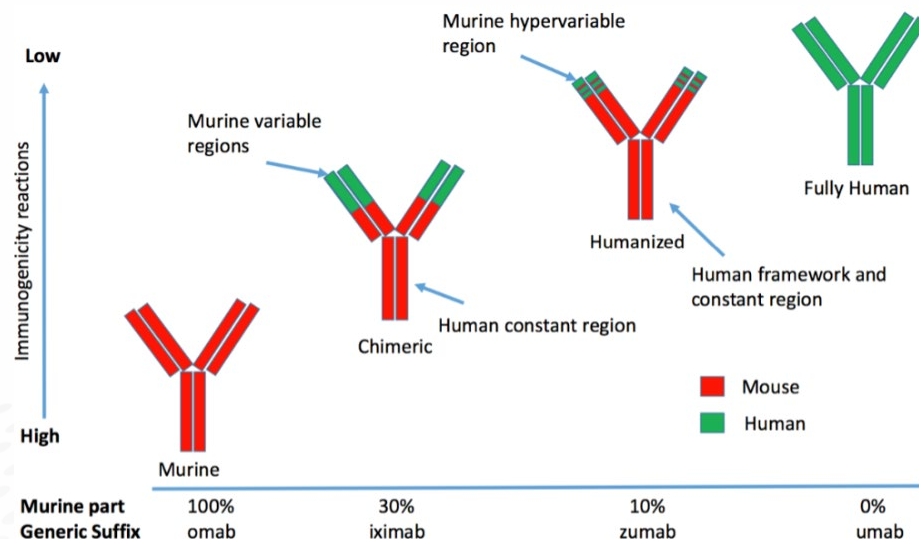 Murine hypervariable
region
Low
Murine variable
regions
Fully Human
Humanized
Immunogenicity reactions
Human framework and
constant region
Human constant region
Chimeric
Mouse
Human
High
Murine
Murine part 100% 30% 10% 0%
Generic Suffix omab iximab zumab umab